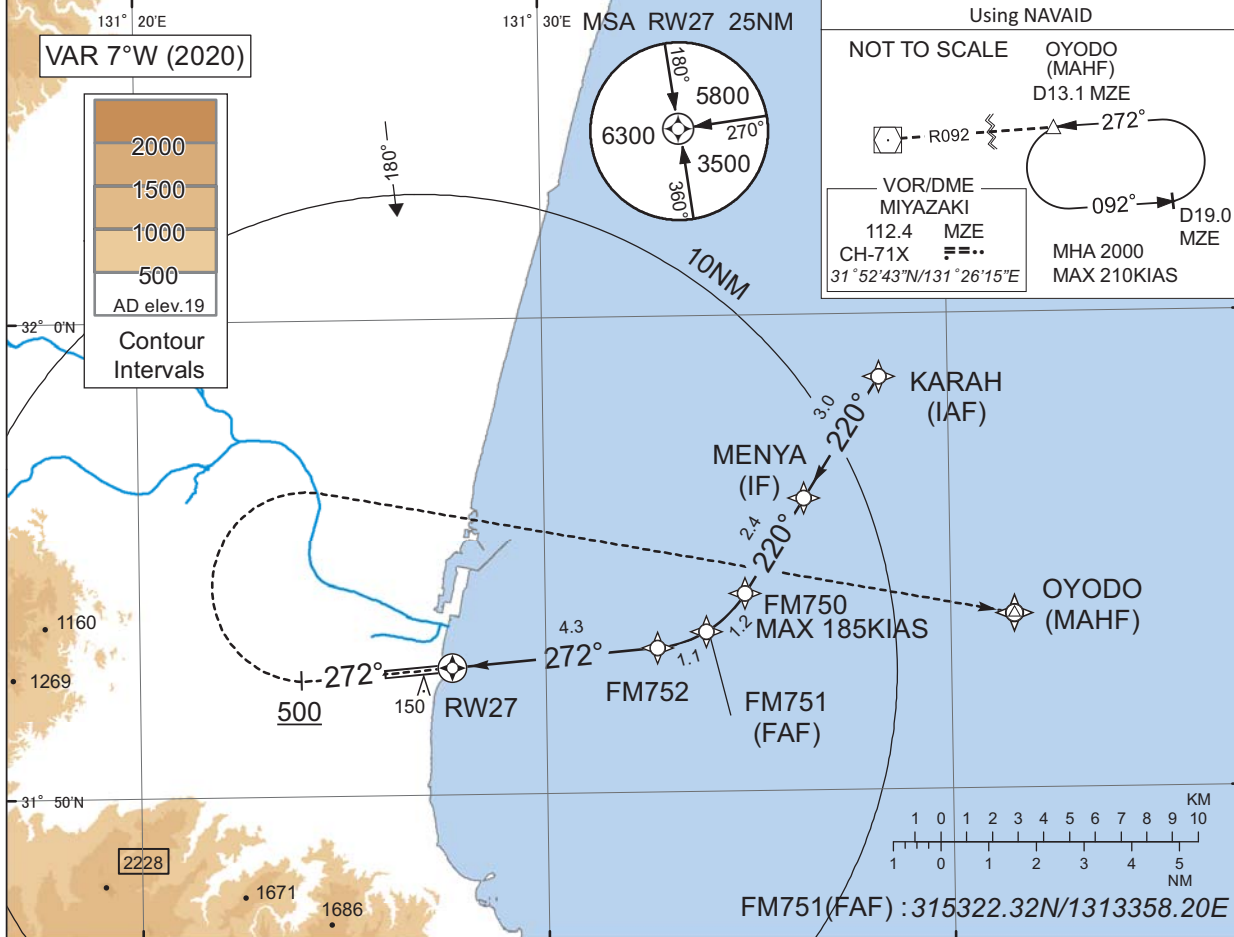 131° 20'E
131° 30'E
VAR 7°W (2020)
2000
1500
1000
500
AD elev.19
Contour
Intervals
MSA RW27 25NM
180°
5800
6300
270°
3500
360°
Using NAVAID
NOT TO SCALE
OYODO
(MAHF)
D13.1 MZE
R092
272°
092°
D19.0
MZE
VOR/DME
MIYAZAKI
112.4 MZE
CH-71X
31°52'43"N/131°26'15"E
MHA 2000
MAX 210KIAS
180°
10NM
32° 0'N
KARAH
(IAF)
3.0
220°
MENYA
(IF)
2.4
220°
FM750
MAX 185KIAS
OYODO
(MAHF)
1.2
1.1
4.3
272°
272°
FM752
FM751
(FAF)
RW27
150
500
1160
1269
31° 50'N
2228
1671
1686
KM
1 0 1 2 3 4 5 6 7 8 9 10
1 0 1 2 3 4 5
NM
FM751(FAF) : 315322.32N/1313358.20E